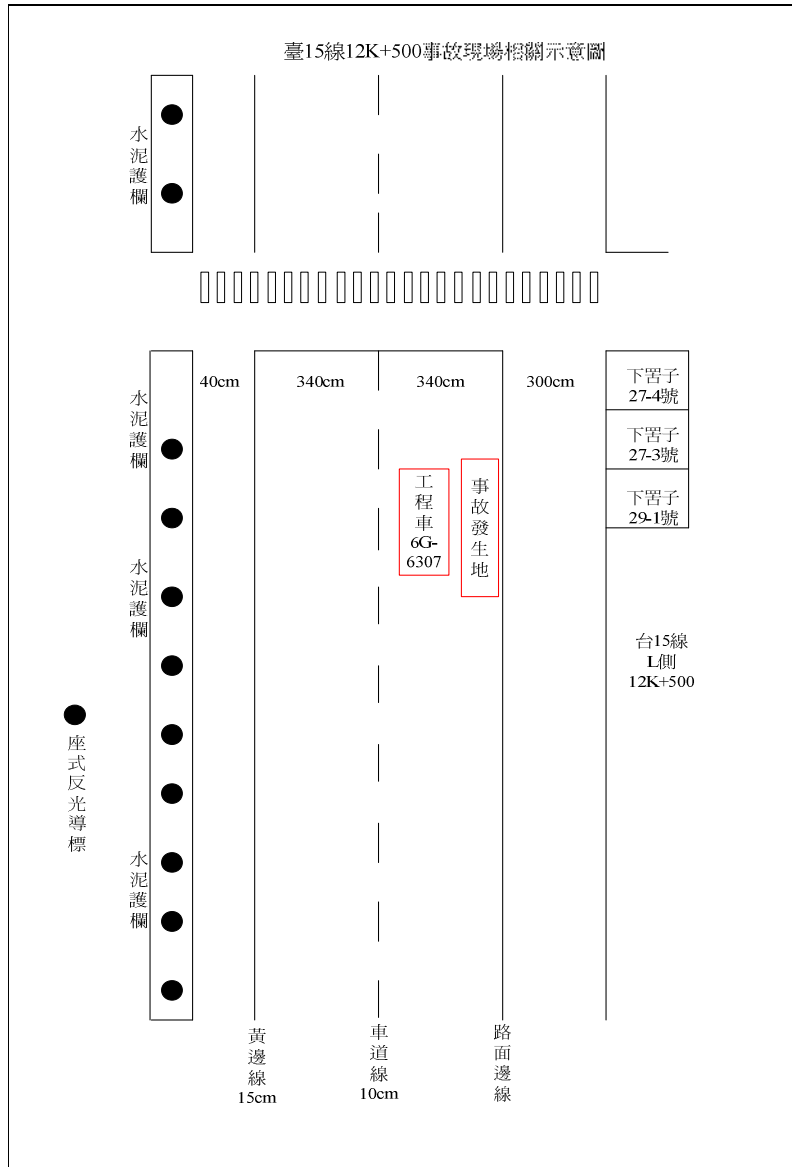 臺15線12K+500事故現場相關示意圖
水泥護欄
40cm
340cm
340cm
300cm
下罟子
27-4號
下罟子
27-3號
下罟子
29-1號
水泥護欄
工程車
6G-
6307
事故發生地
水泥護欄
台15線
L側
12K+500
座式反光導標
水泥護欄
黃邊線
15cm
車道線
10cm
路面邊線